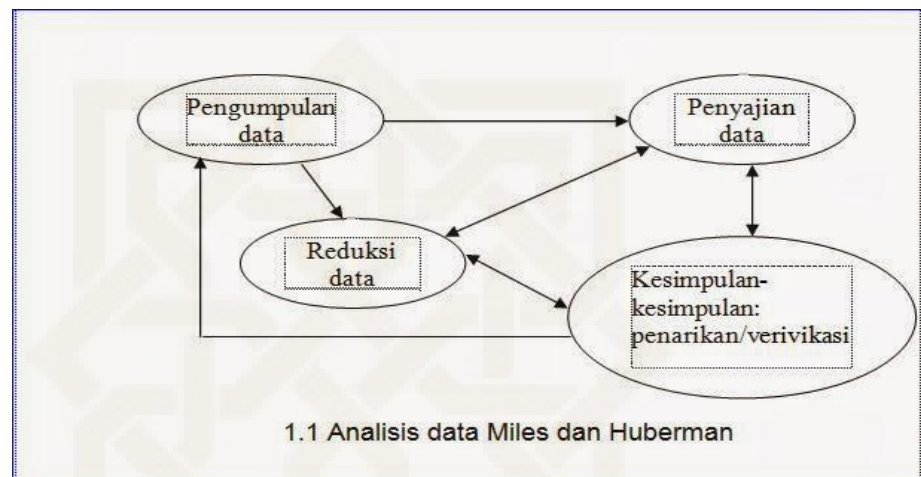 Pengumpulan
data
Penyajian
data
Reduksi
data
Kesimpulan-
kesimpulan:
penarikan/verivikasi
1.1 Analisis data Miles dan Huberman